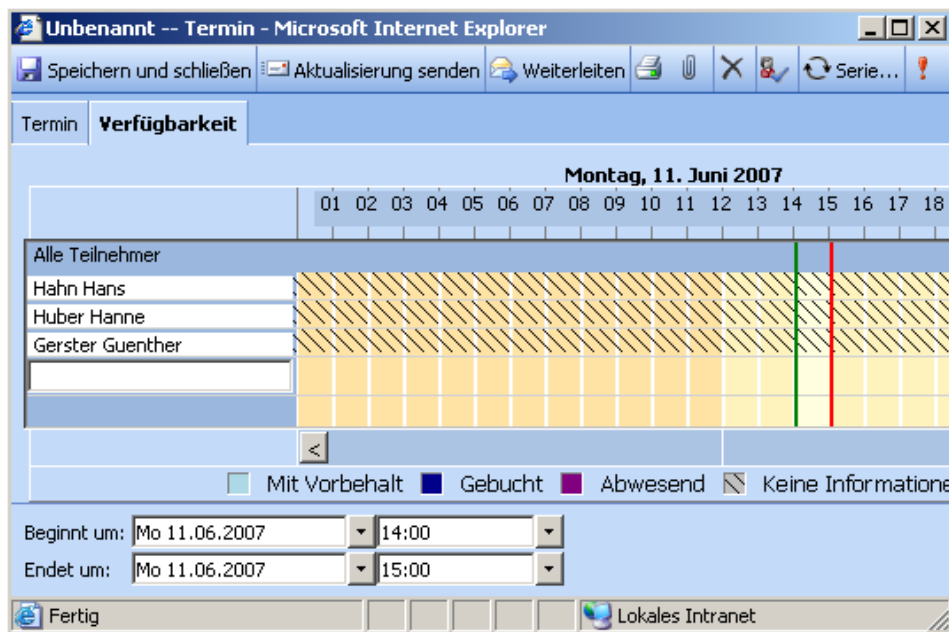 Unbenannt -- Termin - Microsoft Internet Explorer
Speichern und schließen Aktualisierung senden Weiterleiten Serie...
Termin Verfügbarkeit
Montag, 11. Juni 2007
01 02 03 04 05 06 07 08 09 10 11 12 13 14 15 16 17 18
Alle Teilnehmer
Hahn Hans
Huber Hanne
Gerster Guenther
<
Mit Vorbehalt Gebucht Abwesend Keine Informatione
Beginnt um: Mo 11.06.2007 14:00
Endet um: Mo 11.06.2007 15:00
Fertig Lokales Intranet